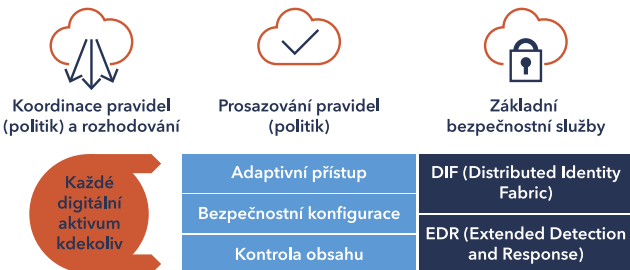 Koordinace pravidel
(politik) a rozhodování
Prosazování pravidel
(politik)
Základní
bezpečnostní služby
Každé
digitální
aktivum
kdekoliv
Adaptivní přístup
Bezpečnostní konfigurace
Kontrola obsahu
DIF (Distributed Identity
Fabric)
EDR (Extended Detection
and Response)